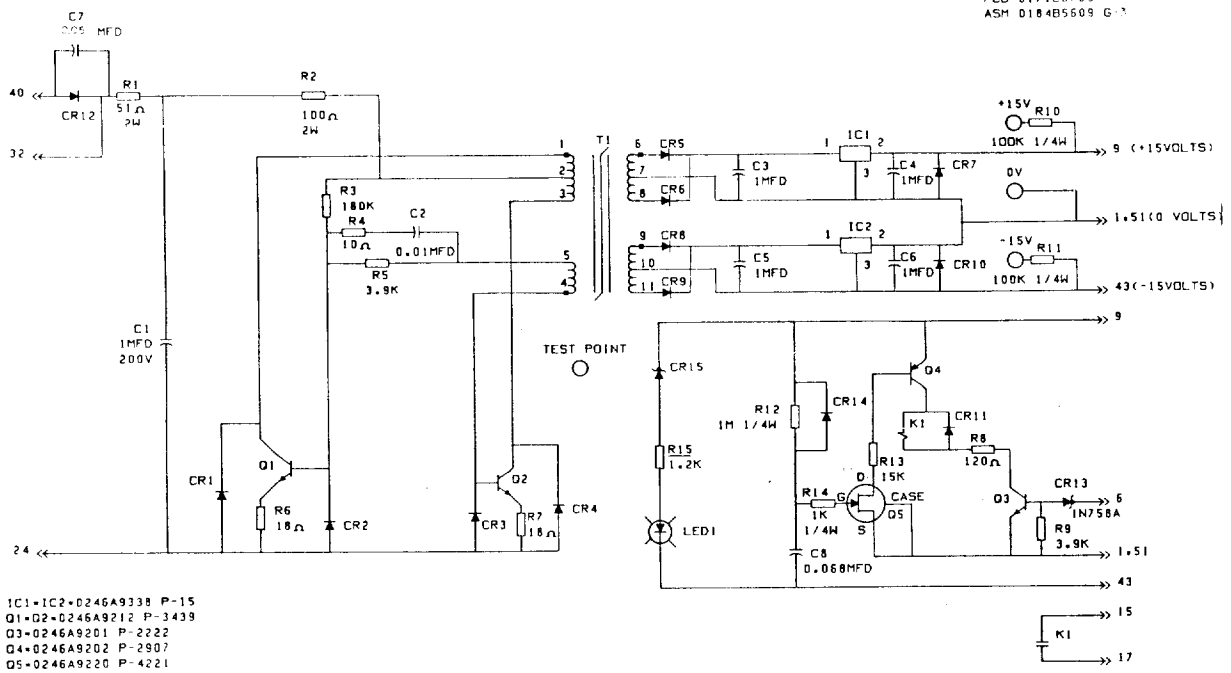 ASM 0184B5609 G-3
C7
0.05 MFD
40
CR12
R1
51Ω
2W
R2
100Ω
2W
32
1
2
3
T1
6
7
8
CR5
CR6
C3
1MFD
1
IC1
2
3
C4
1MFD
CR7
+15V
R10
100K 1/4W
9 (+15VOLTS)
0V
1.51(0 VOLTS)
R3
180K
R4
10Ω
C2
0.01MFD
R5
3.9K
5
4
9
10
11
CR8
CR9
C5
1MFD
1
IC2
2
3
C6
1MFD
CR10
-15V
R11
100K 1/4W
43(-15VOLTS)
C1
1MFD
200V
TEST POINT
9
CR15
R12
1M 1/4W
CR14
Q4
K1
CR11
R8
120Ω
R15
1.2K
R13
15K
D
G
S
CASE
Q5
R14
1K
1/4W
Q3
CR13
1N758A
6
R9
3.9K
CR1
Q1
R6
18Ω
CR2
Q2
CR3
R7
18Ω
CR4
LED1
C8
0.068MFD
24
1.51
43
15
K1
17
IC1=IC2=0246A9338 P-15
Q1=Q2=0246A9212 P-3439
Q3=0246A9201 P-2222
Q4=0246A9202 P-2907
Q5=0246A9220 P-4221